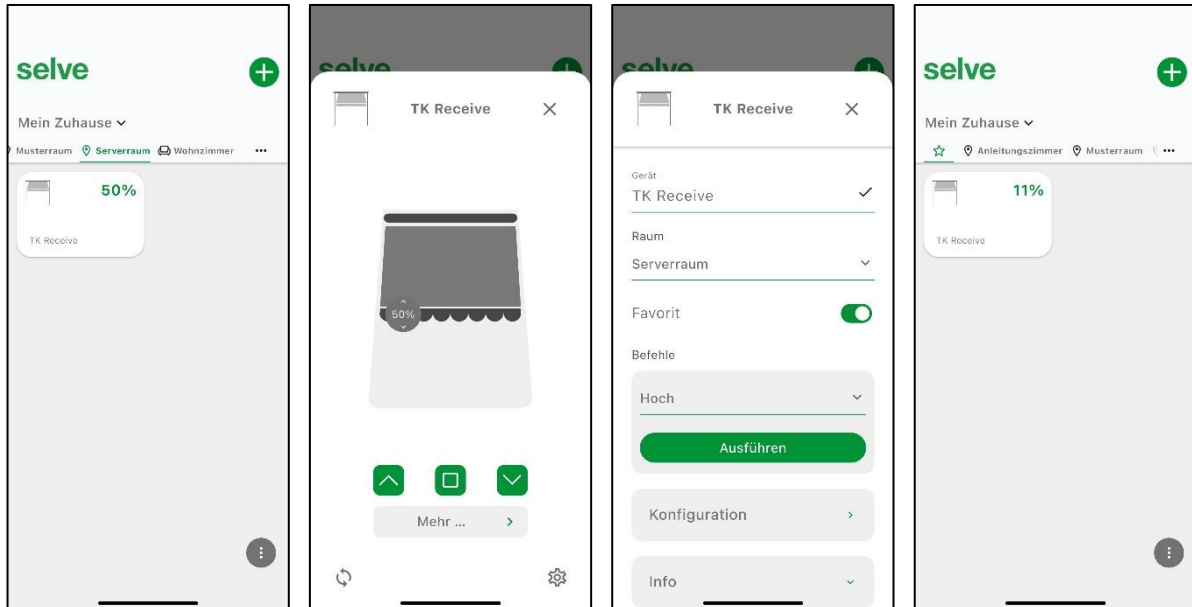 selve
Mein Zuhause
Musterraum Serverraum Wohnzimmer
50%
TK Receive
selve
TK Receive
50%
Mehr ...
selve
TK Receive
Gerät
TK Receive
Raum
Serverraum
Favorit
Befehle
Hoch
Ausführen
Konfiguration
Info
selve
Mein Zuhause
Anleitungszimmer Musterraum
11%
TK Receive